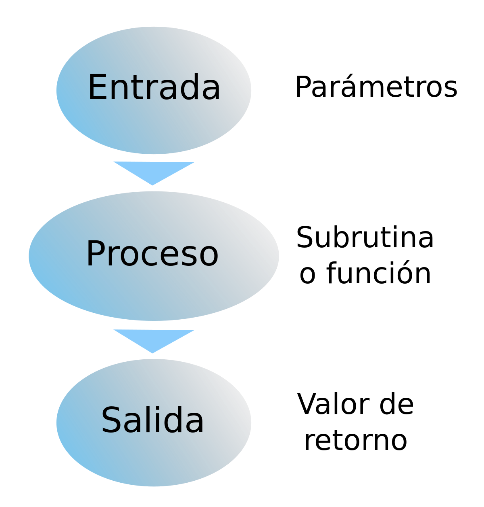 Entrada
Parámetros
Proceso
Subrutina
o función
Salida
Valor de
retorno